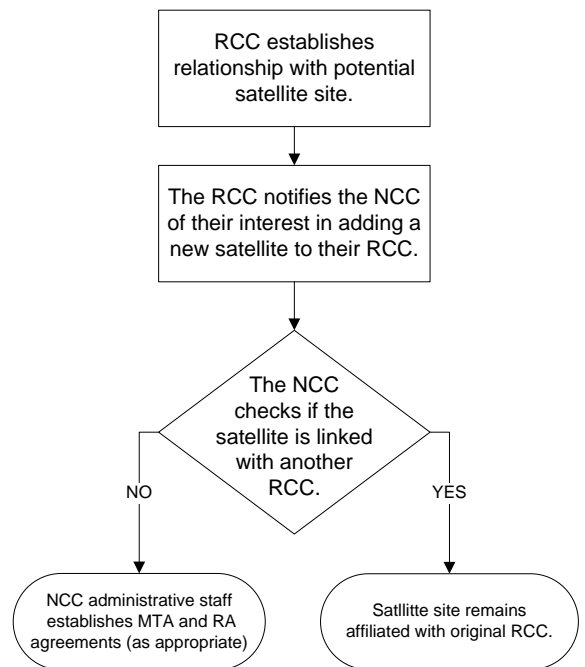 RCC establishes
relationship with potential
satellite site.
The RCC notifies the NCC
of their interest in adding a
new satellite to their RCC.
The NCC
checks if the
satellite is linked
with another
RCC.
NO
YES
NCC administrative staff
establishes MTA and RA
agreements (as appropriate)
Satllitte site remains
affiliated with original RCC.